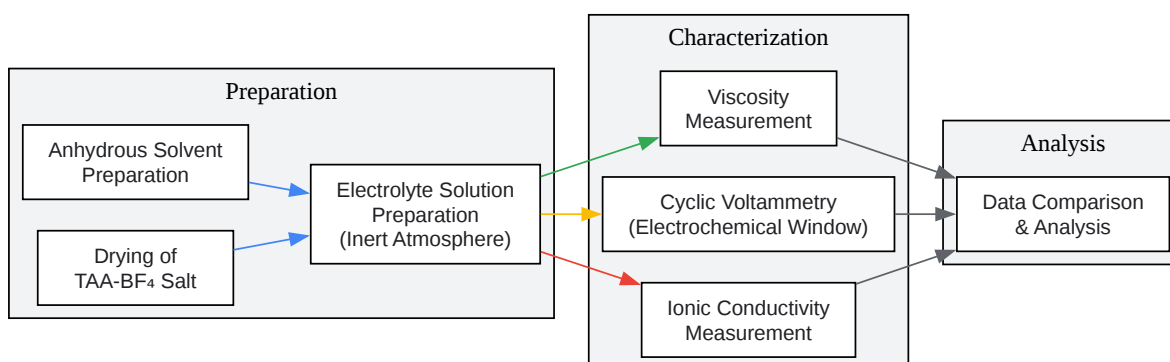 Preparation
Anhydrous Solvent
Preparation
Drying of
TAA-BF₄ Salt
Electrolyte Solution
Preparation
(Inert Atmosphere)
Characterization
Viscosity
Measurement
Cyclic Voltammetry
(Electrochemical Window)
Ionic Conductivity
Measurement
Analysis
Data Comparison
& Analysis